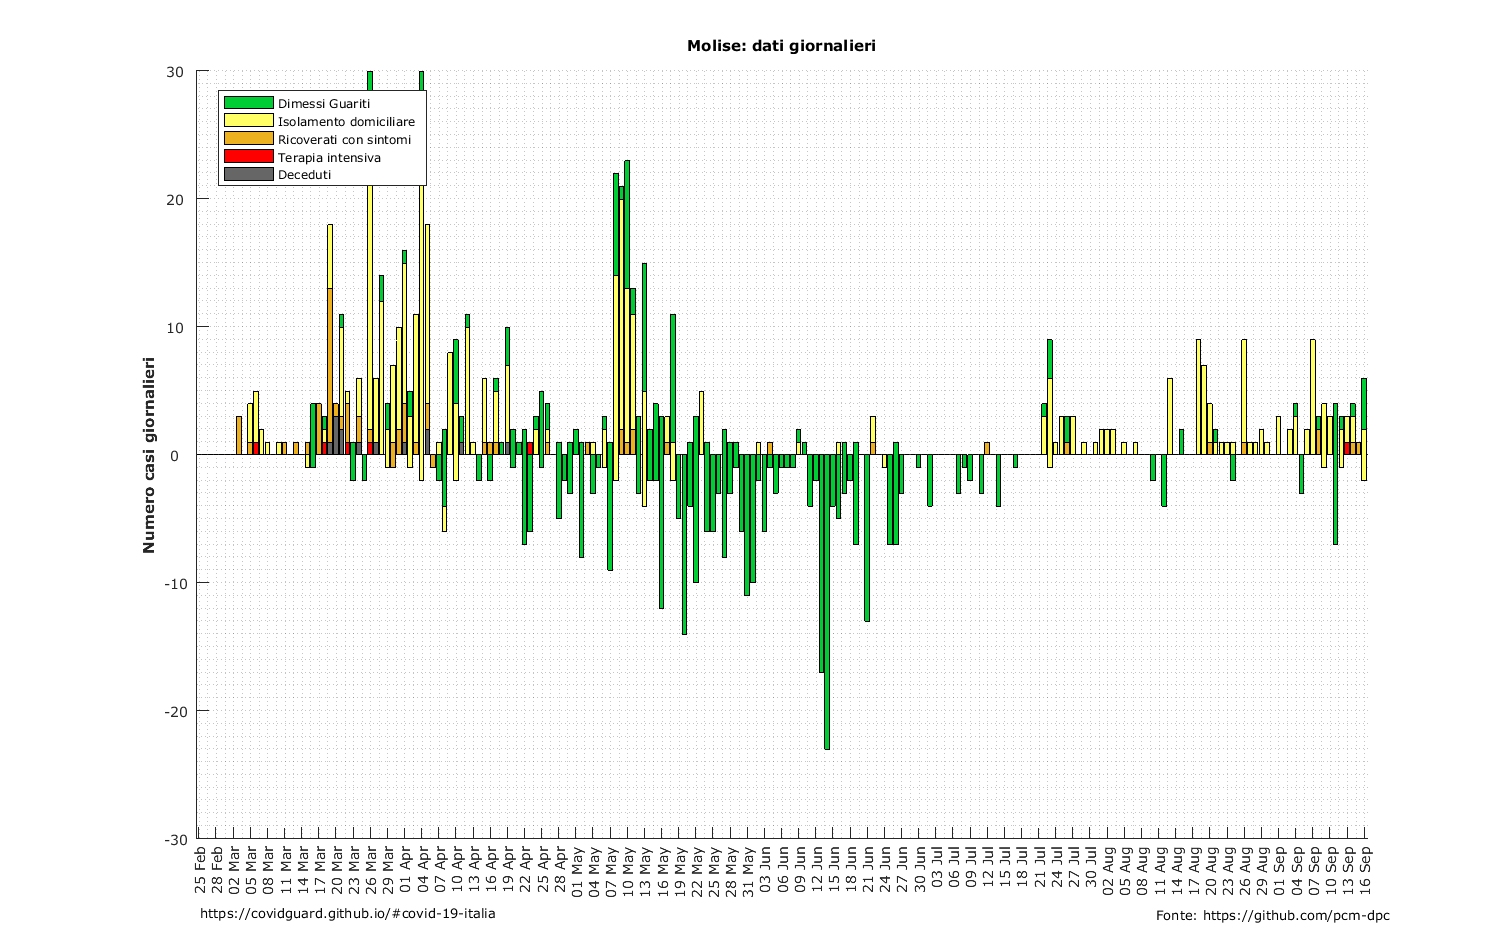 Molise: dati giornalieri
30
20
10
0
-10
-20
-30
Numero casi giornalieri
Dimessi Guariti
Isolamento domiciliare
Ricoverati con sintomi
Terapia intensiva
Deceduti
25 Feb
28 Feb
02 Mar
05 Mar
08 Mar
11 Mar
14 Mar
17 Mar
20 Mar
23 Mar
26 Mar
29 Mar
01 Apr
04 Apr
07 Apr
10 Apr
13 Apr
16 Apr
19 Apr
22 Apr
25 Apr
28 Apr
01 May
04 May
07 May
10 May
13 May
16 May
19 May
22 May
25 May
28 May
31 May
03 Jun
06 Jun
09 Jun
12 Jun
15 Jun
18 Jun
21 Jun
24 Jun
27 Jun
30 Jun
03 Jul
06 Jul
09 Jul
12 Jul
15 Jul
18 Jul
21 Jul
24 Jul
27 Jul
30 Jul
02 Aug
05 Aug
08 Aug
11 Aug
14 Aug
17 Aug
20 Aug
23 Aug
26 Aug
29 Aug
01 Sep
04 Sep
07 Sep
10 Sep
13 Sep
16 Sep
https://covidguard.github.io/#covid-19-italia
Fonte: https://github.com/pcm-dpc